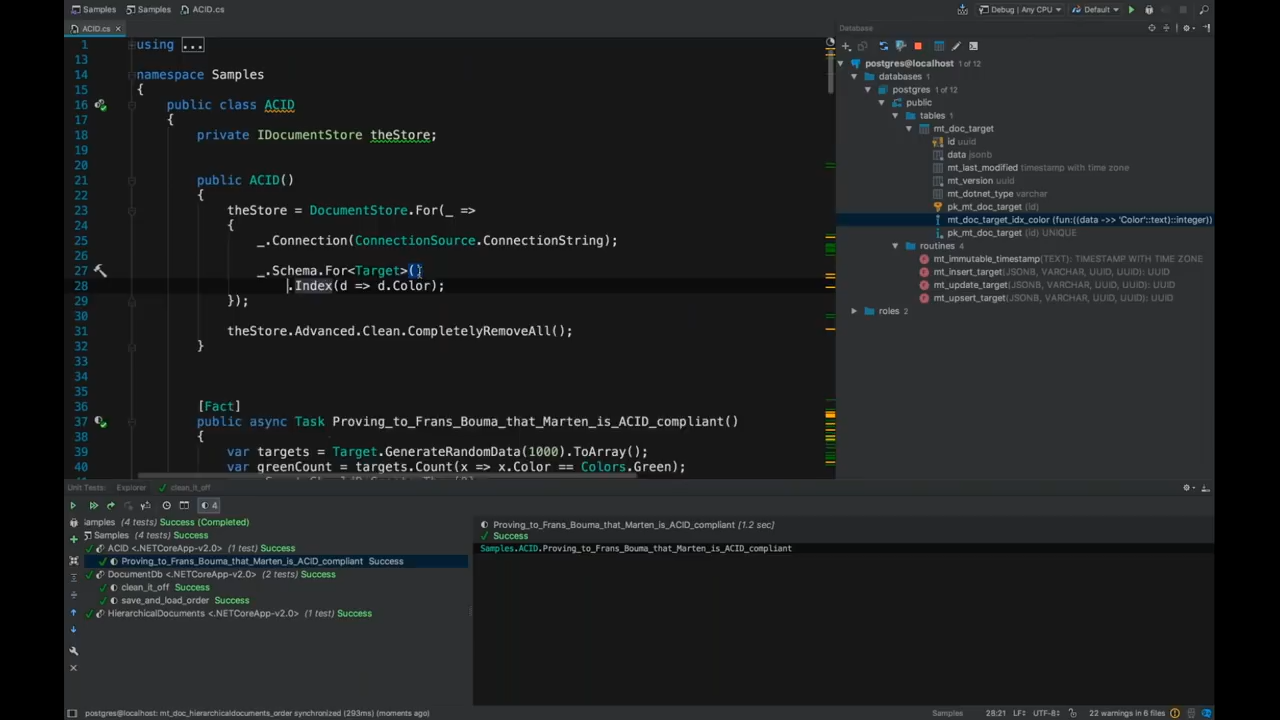 Samples Samples ACID.cs Debug | Any CPU Default
ACID.cs × Database
1 using ...
13
14 namespace Samples
15 {
16 public class ACID
17 {
18 private IDocumentStore theStore;
19
20
21 public ACID()
22 {
23 theStore = DocumentStore.For(_ =>
24 {
25 _.Connection(ConnectionSource.ConnectionString);
26
27 _.Schema.For<Target>()
28 .Index(d => d.Color);
29 });
30
31 theStore.Advanced.Clean.CompletelyRemoveAll();
32 }
33
34
35
36 [Fact]
37 public async Task Proving_to_Frans_Bouma_that_Marten_is_ACID_compliant()
38 {
39 var targets = Target.GenerateRandomData(1000).ToArray();
40 var greenCount = targets.Count(x => x.Color == Colors.Green);
postgres@localhost 1 of 12
databases 1
postgres 1 of 12
public
tables 1
mt_doc_target
id uuid
data jsonb
mt_last_modified timestamp with time zone
mt_version uuid
mt_dotnet_type varchar
pk_mt_doc_target (id)
mt_doc_target_idx_color (fun:((data ->> 'Color'::text)::integer))
pk_mt_doc_target (id) UNIQUE
routines 4
mt_immutable_timestamp(TEXT): TIMESTAMP WITH TIME ZONE
mt_insert_target(JSONB, VARCHAR, UUID, UUID): UUID
mt_update_target(JSONB, VARCHAR, UUID, UUID): UUID
mt_upsert_target(JSONB, VARCHAR, UUID, UUID): UUID
roles 2
Unit Tests: Explorer clean_it_off
4
Samples (4 tests) Success (Completed)
Samples (4 tests) Success
ACID <.NETCoreApp-v2.0> (1 test) Success
Proving_to_Frans_Bouma_that_Marten_is_ACID_compliant Success
DocumentDb <.NETCoreApp-v2.0> (2 tests) Success
clean_it_off Success
save_and_load_order Success
HierarchicalDocuments <.NETCoreApp-v2.0> (1 test) Success
Proving_to_Frans_Bouma_that_Marten_is_ACID_compliant [1.2 sec]
Success
Samples.ACID.Proving_to_Frans_Bouma_that_Marten_is_ACID_compliant
postgres@localhost: mt_doc_hierarchicaldocuments_order synchronized (293ms) (moments ago) Samples 28:21 LF÷ UTF-8÷ 22 warnings in 6 files